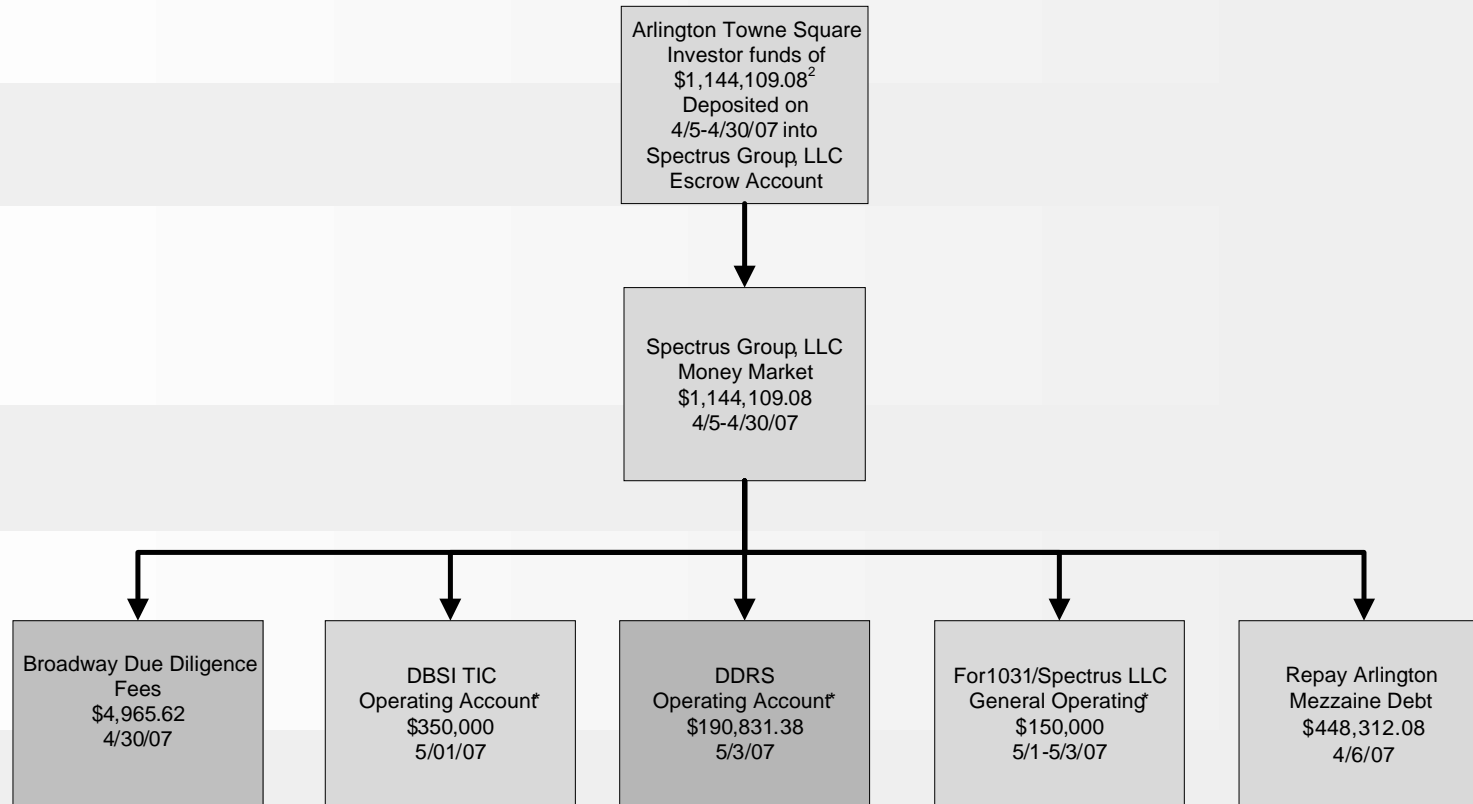 Arlington Towne Square
Investor funds of
$1,144,109.08²
Deposited on
4/5-4/30/07 into
Spectrus Group, LLC
Escrow Account
Spectrus Group, LLC
Money Market
$1,144,109.08
4/5-4/30/07
Broadway Due Diligence
Fees
$4,965.62
4/30/07
DBSI TIC
Operating Account*
$350,000
5/01/07
DDRS
Operating Account*
$190,831.38
5/3/07
For1031/Spectrus LLC
General Operating*
$150,000
5/1-5/3/07
Repay Arlington
Mezzaine Debt
$448,312.08
4/6/07